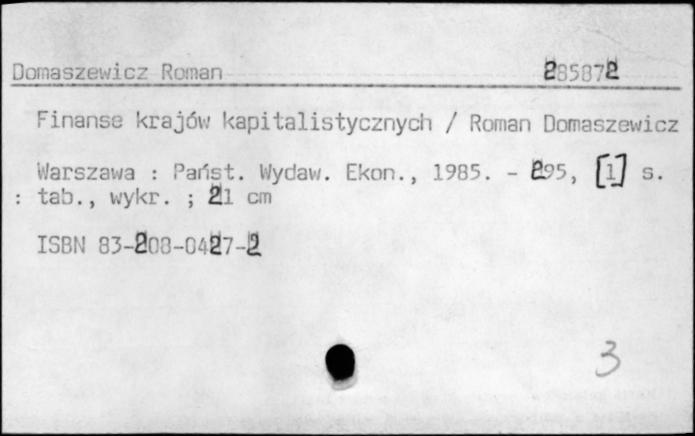 Domaszewicz Roman 285872
Finanse krajów kapitalistycznych / Roman Domaszewicz
Warszawa : Państ. Wydaw. Ekon., 1985. - 295, [1] s.
: tab., wykr. ; 21 cm
ISBN 83-208-0427-2
3